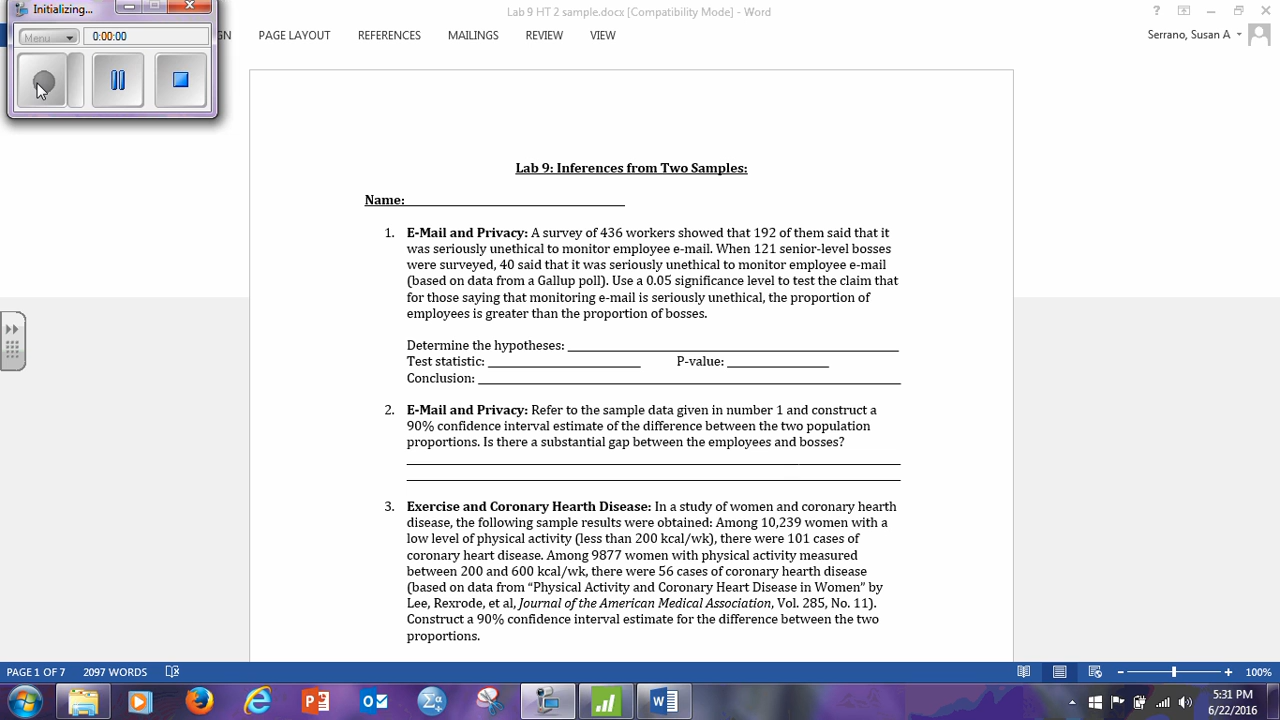 Initializing...
Lab 9 HT 2 sample.docx [Compatibility Mode] - Word
Menu
0:00:00
GN PAGE LAYOUT REFERENCES MAILINGS REVIEW VIEW
Serrano, Susan A
Lab 9: Inferences from Two Samples:
Name:
1. E-Mail and Privacy: A survey of 436 workers showed that 192 of them said that it
was seriously unethical to monitor employee e-mail. When 121 senior-level bosses
were surveyed, 40 said that it was seriously unethical to monitor employee e-mail
(based on data from a Gallup poll). Use a 0.05 significance level to test the claim that
for those saying that monitoring e-mail is seriously unethical, the proportion of
employees is greater than the proportion of bosses.
Determine the hypotheses:
Test statistic: P-value:
Conclusion:
2. E-Mail and Privacy: Refer to the sample data given in number 1 and construct a
90% confidence interval estimate of the difference between the two population
proportions. Is there a substantial gap between the employees and bosses?
3. Exercise and Coronary Hearth Disease: In a study of women and coronary hearth
disease, the following sample results were obtained: Among 10,239 women with a
low level of physical activity (less than 200 kcal/wk), there were 101 cases of
coronary heart disease. Among 9877 women with physical activity measured
between 200 and 600 kcal/wk, there were 56 cases of coronary hearth disease
(based on data from “Physical Activity and Coronary Heart Disease in Women” by
Lee, Rexrode, et al, Journal of the American Medical Association, Vol. 285, No. 11).
Construct a 90% confidence interval estimate for the difference between the two
proportions.
PAGE 1 OF 7 2097 WORDS
100%
5:31 PM
6/22/2016